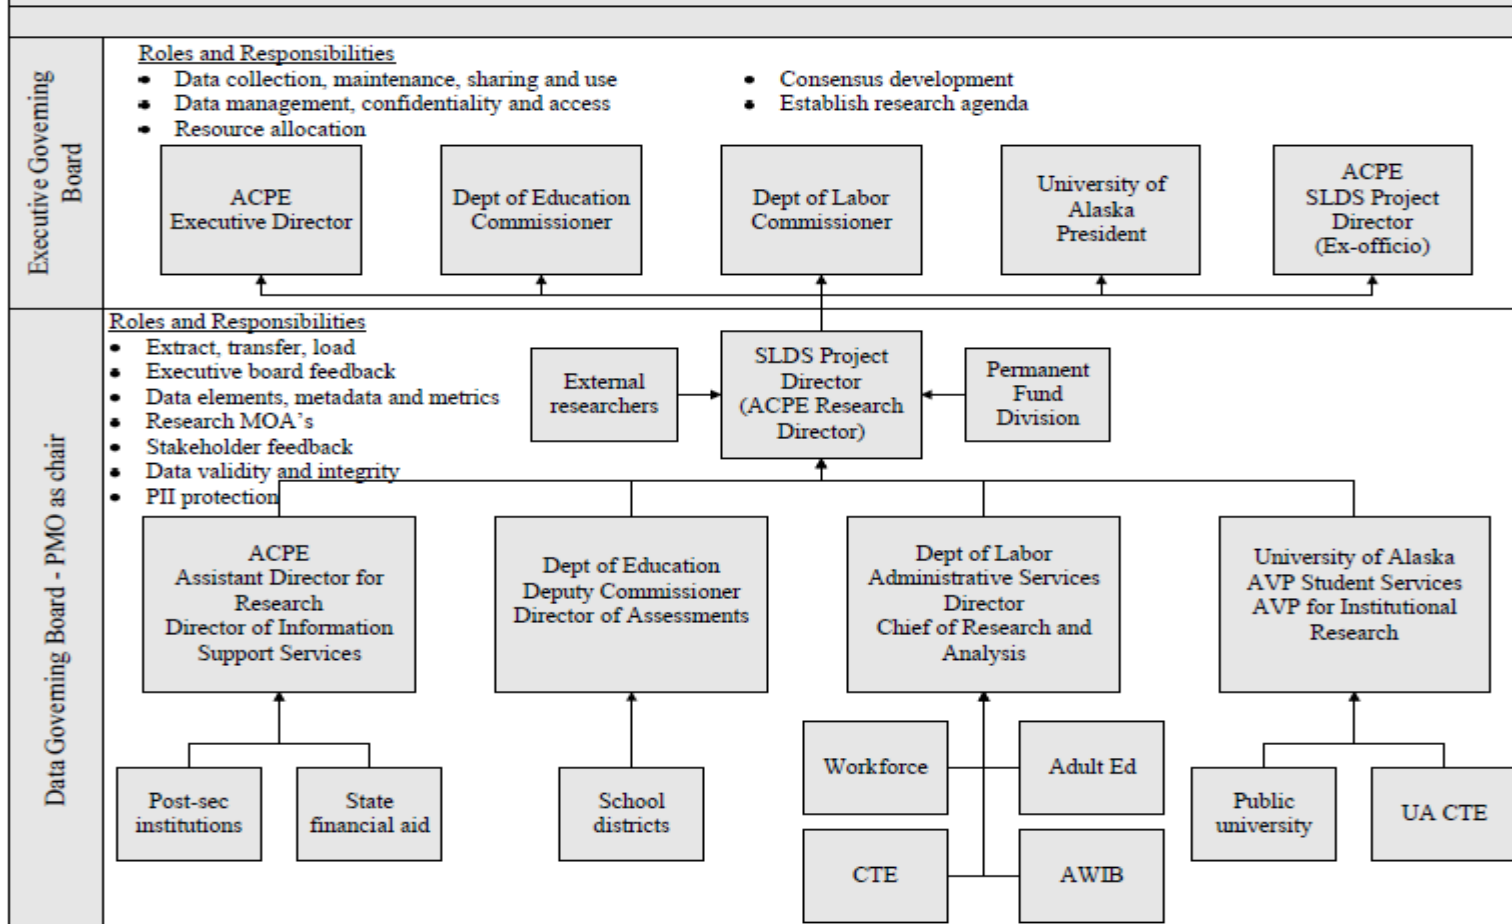 Executive Governing
Board
Roles and Responsibilities
• Data collection, maintenance, sharing and use
• Data management, confidentiality and access
• Resource allocation
• Consensus development
• Establish research agenda
ACPE
Executive Director
Dept of Education
Commissioner
Dept of Labor
Commissioner
University of
Alaska
President
ACPE
SLDS Project
Director
(Ex-officio)
Data Governing Board - PMO as chair
Roles and Responsibilities
• Extract, transfer, load
• Executive board feedback
• Data elements, metadata and metrics
• Research MOA's
• Stakeholder feedback
• Data validity and integrity
• PII protection
External
researchers
SLDS Project
Director
(ACPE Research
Director)
Permanent
Fund
Division
ACPE
Assistant Director for
Research
Director of Information
Support Services
Dept of Education
Deputy Commissioner
Director of Assessments
Dept of Labor
Administrative Services
Director
Chief of Research and
Analysis
University of Alaska
AVP Student Services
AVP for Institutional
Research
Post-sec
institutions
State
financial aid
School
districts
Workforce
Adult Ed
CTE
AWIB
Public
university
UA CTE